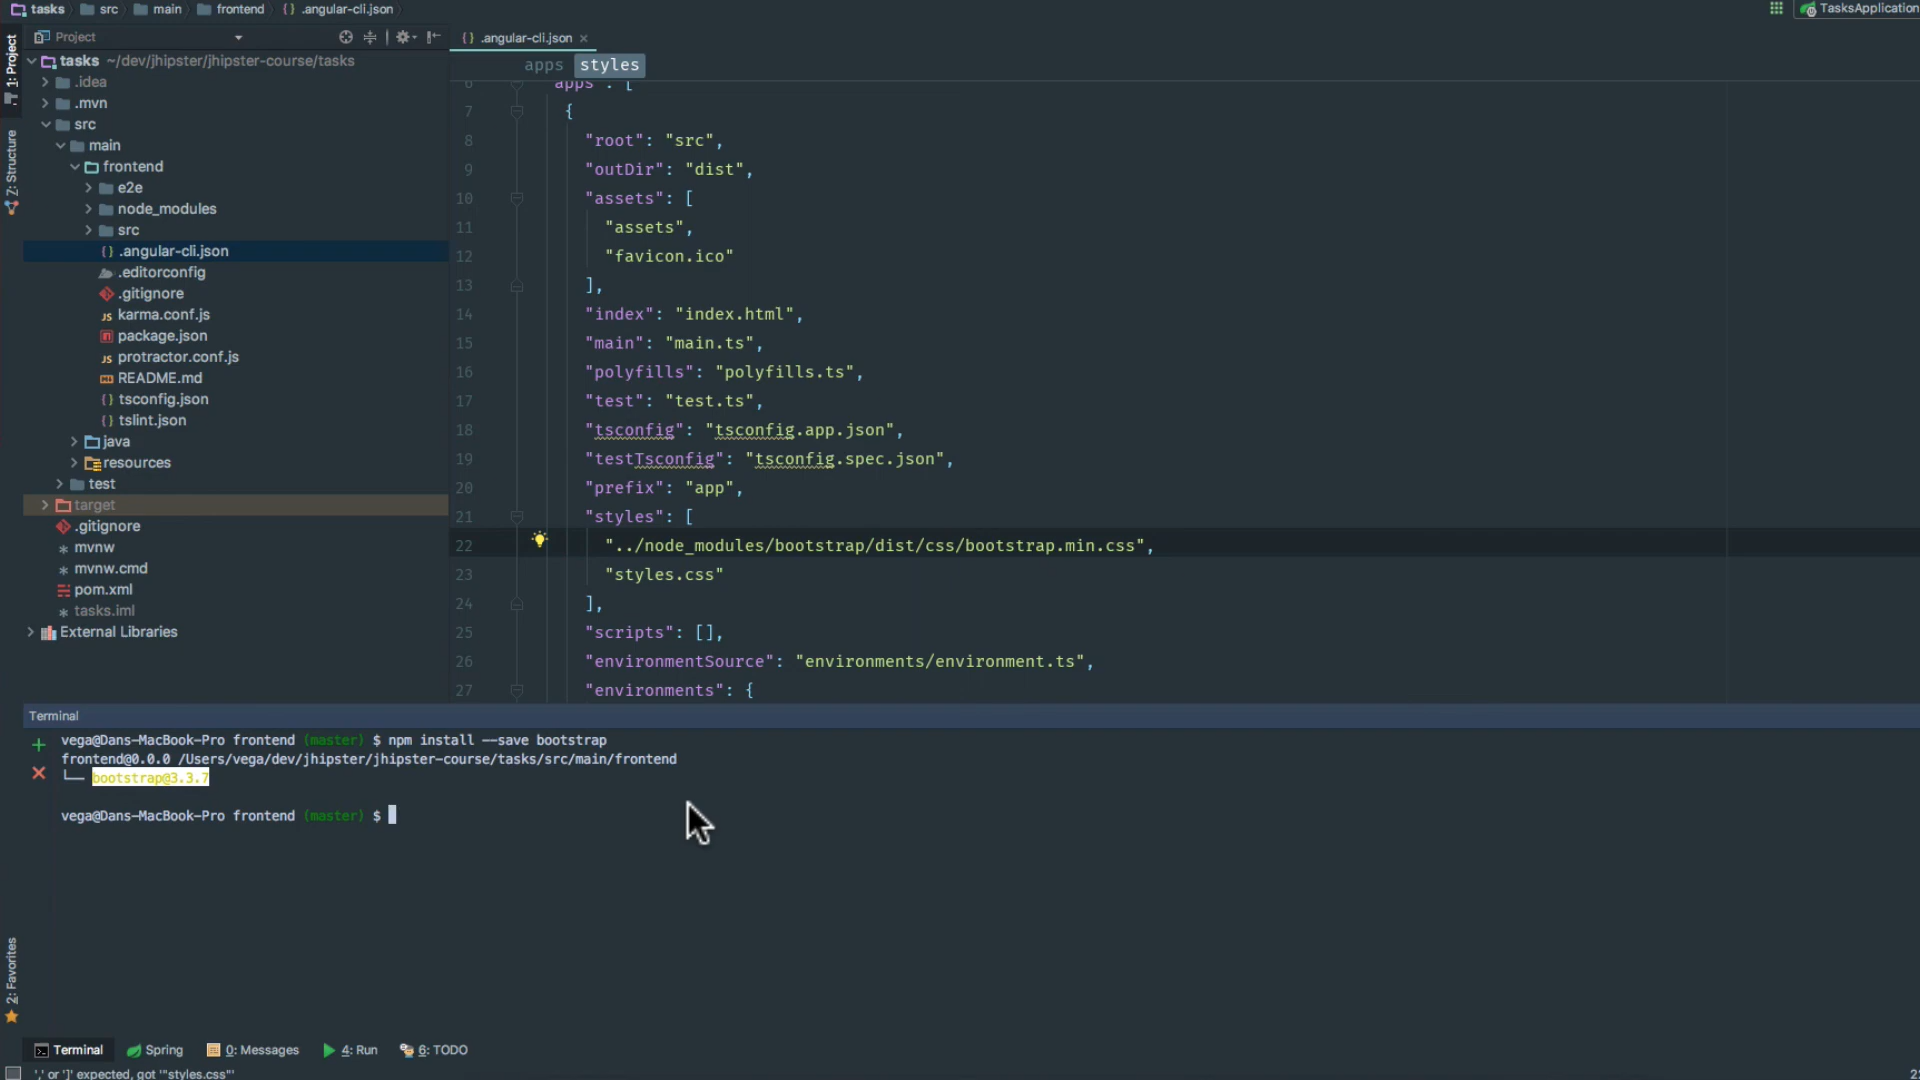 tasks src main frontend {} .angular-cli.json
TasksApplication
Project
{} .angular-cli.json ×
1: Project
Z: Structure
tasks ~/dev/jhipster/jhipster-course/tasks
.idea
.mvn
src
main
frontend
e2e
node_modules
src
{} .angular-cli.json
.editorconfig
.gitignore
JS karma.conf.js
package.json
JS protractor.conf.js
README.md
{} tsconfig.json
{} tslint.json
java
resources
test
target
.gitignore
mvnw
mvnw.cmd
pom.xml
tasks.iml
External Libraries
apps styles
6 "apps": [
7 {
8 "root": "src",
9 "outDir": "dist",
10 "assets": [
11 "assets",
12 "favicon.ico"
13 ],
14 "index": "index.html",
15 "main": "main.ts",
16 "polyfills": "polyfills.ts",
17 "test": "test.ts",
18 "tsconfig": "tsconfig.app.json",
19 "testTsconfig": "tsconfig.spec.json",
20 "prefix": "app",
21 "styles": [
22 "../node_modules/bootstrap/dist/css/bootstrap.min.css",
23 "styles.css"
24 ],
25 "scripts": [],
26 "environmentSource": "environments/environment.ts",
27 "environments": {
Terminal
vega@Dans-MacBook-Pro frontend (master) $ npm install --save bootstrap
frontend@0.0.0 /Users/vega/dev/jhipster/jhipster-course/tasks/src/main/frontend
└── bootstrap@3.3.7
vega@Dans-MacBook-Pro frontend (master) $
2: Favorites
Terminal Spring 0: Messages 4: Run 6: TODO
',' or ']' expected, got '"styles.css"'